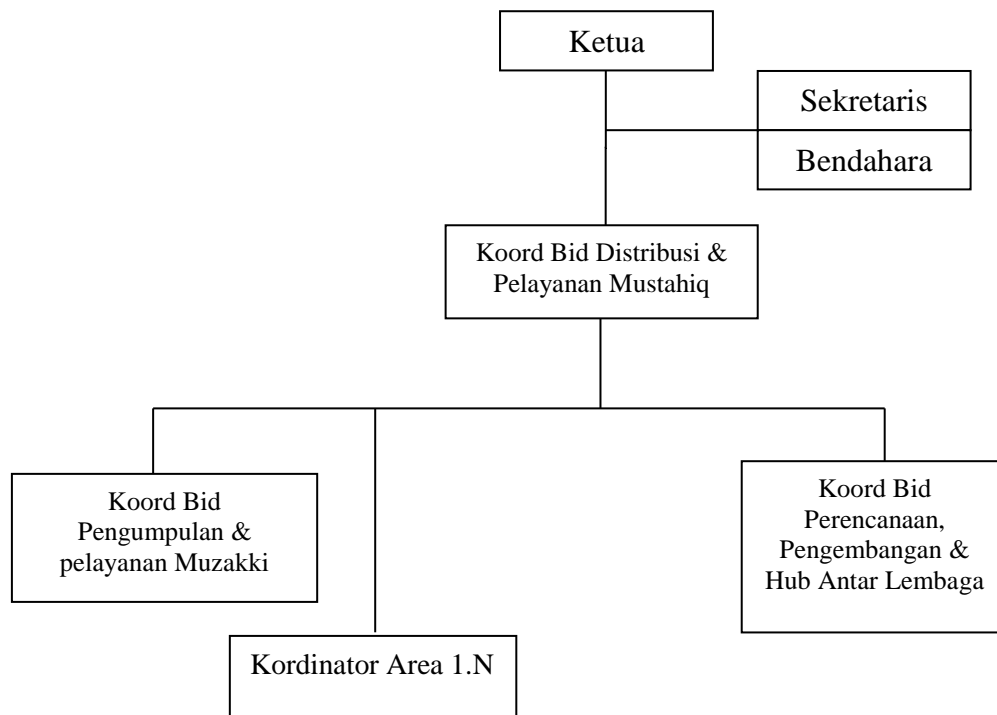 Ketua
Sekretaris
Bendahara
Koord Bid Distribusi &
Pelayanan Mustahiq
Koord Bid
Pengumpulan &
pelayanan Muzakki
Koord Bid
Perencanaan,
Pengembangan &
Hub Antar Lembaga
Kordinator Area 1.N